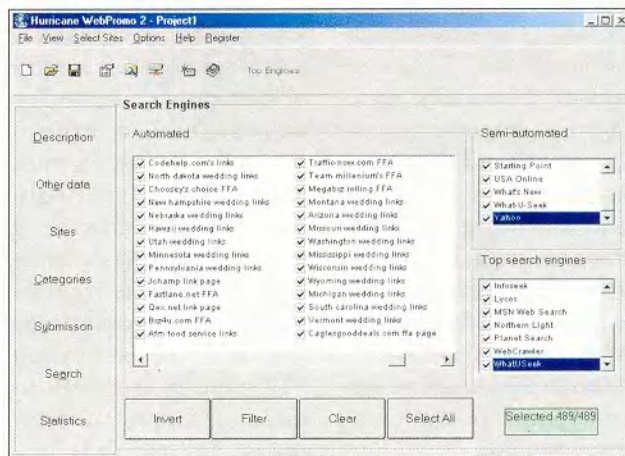 Hurricane WebPromo 2 - Project1
File View Select Sites Options Help Register
Top Engines
Description
Other data
Sites
Categories
Submisson
Search
Statistics
Search Engines
Automated
Codehelp.com's links
North dakota wedding links
Choosey's choice FFA
New hampshire wedding links
Nebraska wedding links
Hawaii wedding links
Utah wedding links
Minnesota wedding links
Pennsylvania wedding links
Jchamp link page
Fastlane.net FFA
Qex.net link page
Biz4u.com FFA
Afm food service links
Traffic-now.com FFA
Team millenium's FFA
Megabiz rolling FFA
Montana wedding links
Arizona wedding links
Missouri wedding links
Washington wedding links
Mississippi wedding links
Wisconsin wedding links
Wyoming wedding links
Michigan wedding links
South carolina wedding links
Vermont wedding links
Caglesgooddeals.com ffa page
Semi-automated
Starting Point
USA Online
What's New
What-U-Seek
Yahoo
Top search engines
Infoseek
Lycos
MSN Web Search
Northern Light
Planet Search
WebCrawler
WhatUSeek
Invert
Filter
Clear
Select All
Selected 489/489